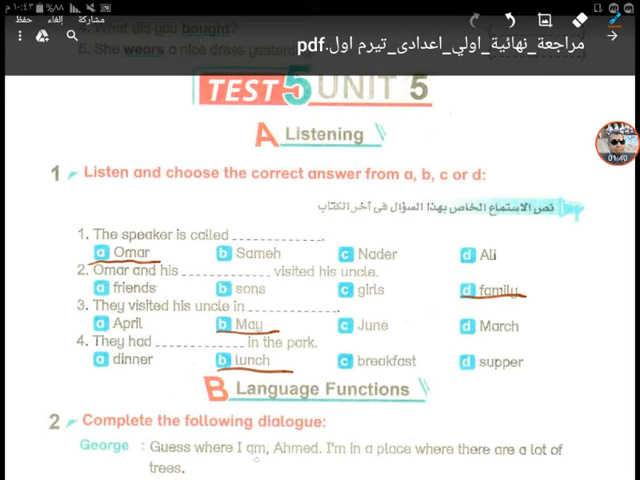 مشاركة
إلغاء
حفظ
٨٨%
١٠:٤٣ م
4. What did you bought?
5. She wears a nice dress yesterd
مراجعة_نهائية_اولي_اعدادى_تيرم اول.pdf
TEST 5 UNIT 5
A Listening
01:40
1 Listen and choose the correct answer from a, b, c or d:
نص الاستماع الخاص بهذا السؤال فى آخر الكتاب
1. The speaker is called ____________.
a Omar b Sameh c Nader d Ali
2. Omar and his ____________ visited his uncle.
a friends b sons c girls d family
3. They visited his uncle in ____________.
a April b May c June d March
4. They had ____________ in the park.
a dinner b lunch c breakfast d supper
B Language Functions
2 Complete the following dialogue:
George : Guess where I am, Ahmed. I'm in a place where there are a lot of
trees.